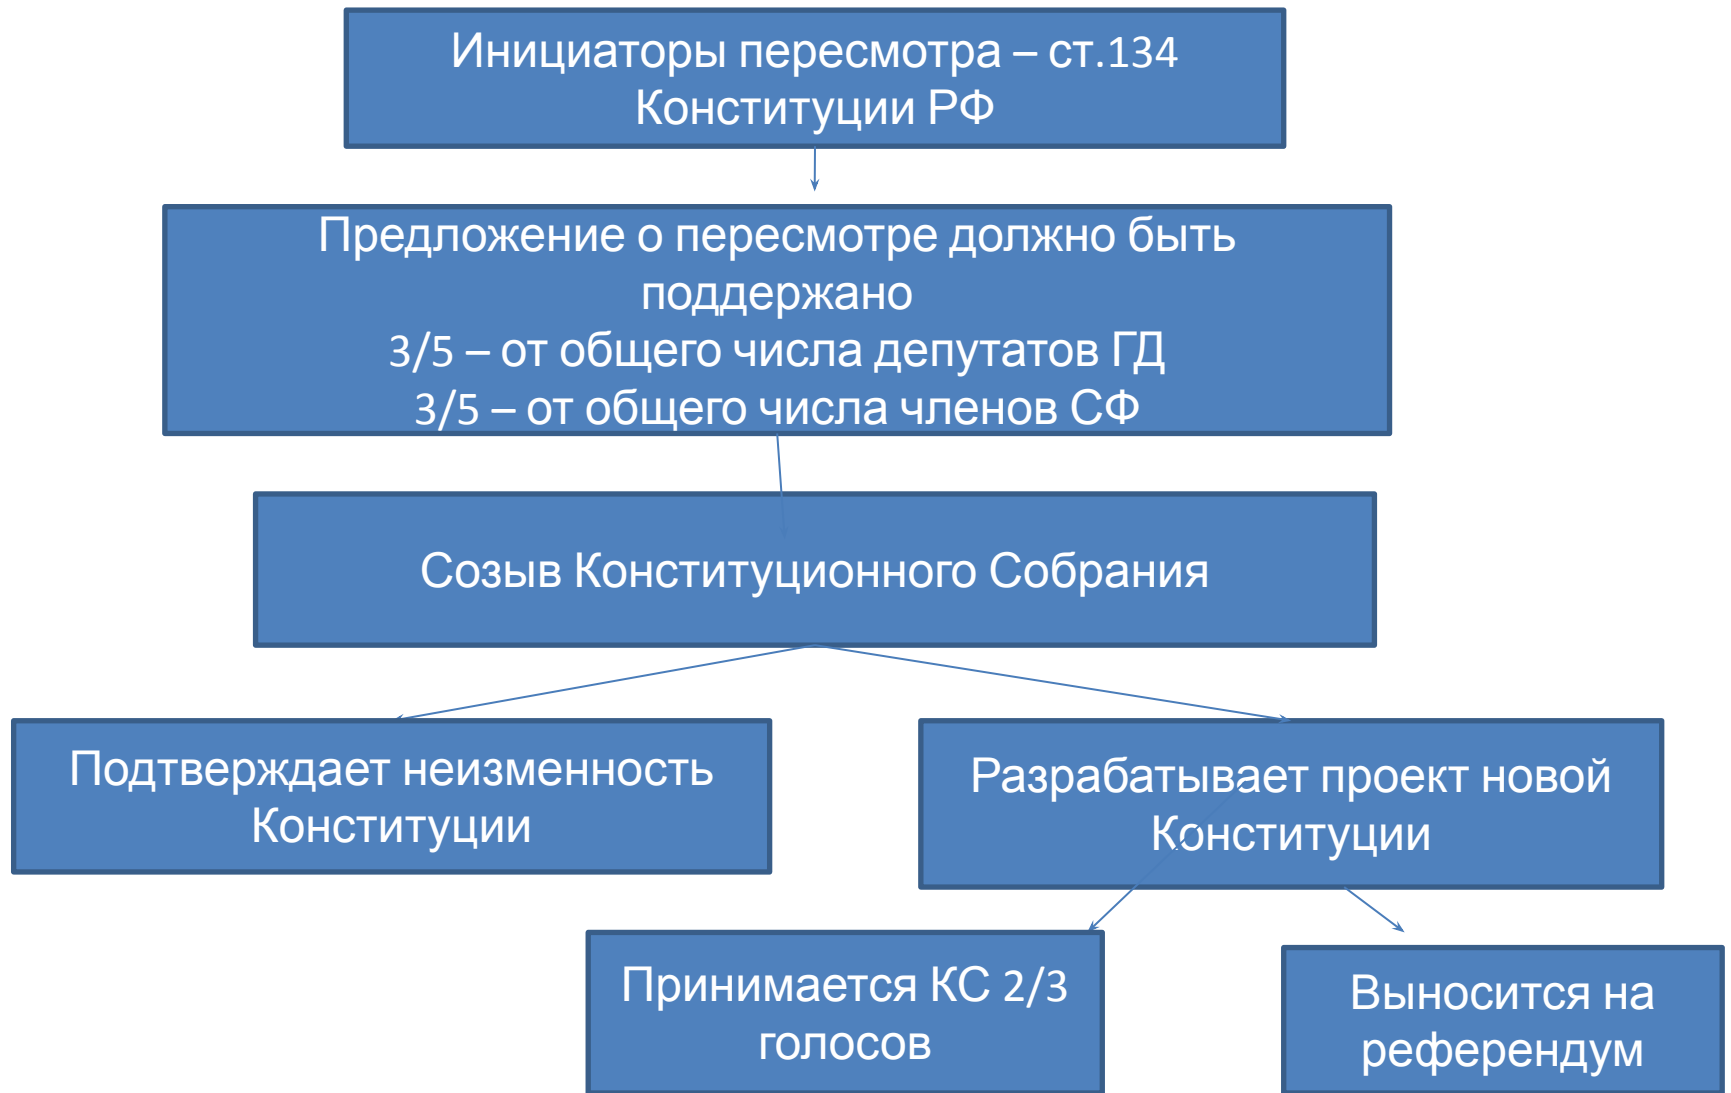 Инициаторы пересмотра – ст.134
Конституции РФ
Предложение о пересмотре должно быть
поддержано
3/5 – от общего числа депутатов ГД
3/5 – от общего числа членов СФ
Созыв Конституционного Собрания
Подтверждает неизменность
Конституции
Разрабатывает проект новой
Конституции
Принимается КС 2/3
голосов
Выносится на
референдум